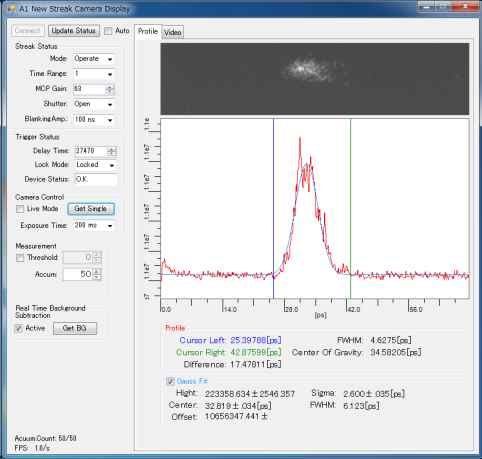 A1 New Streak Camera Display
Connect Update Status Auto
Streak Status
Mode: Operate
Time Range: 1
MCP Gain: 63
Shutter: Open
BlankingAmp.: 100 ns
Trigger Status
Delay Time: 27470
Lock Mode: Locked
Device Status: O.K.
Camera Control
Live Mode Get Single
Exposure Time: 200 ms
Measurement
Threshold 0
Accum: 50
Real Time Background
Subtraction
Active Get BG
Acuum.Count: 50/50
FPS: 1.0/s
Profile Video
1.1e
1.1e7
1.1e7
1.1e7
1.1e7
1.1e7
e7
0.0 14.0 28.0 42.0 56.0
[ps]
Profile
Cursor Left: 25.39788[ps] FWHM: 4.6275[ps]
Cursor Right: 42.87599[ps] Center Of Gravity: 34.58205[ps]
Difference: 17.47811[ps]
Gauss Fit
Hight: 223358.634±2546.357 Sigma: 2.600±.035[ps]
Center: 32.819±.034[ps] FWHM: 6.123[ps]
Offset: 10656347.441±